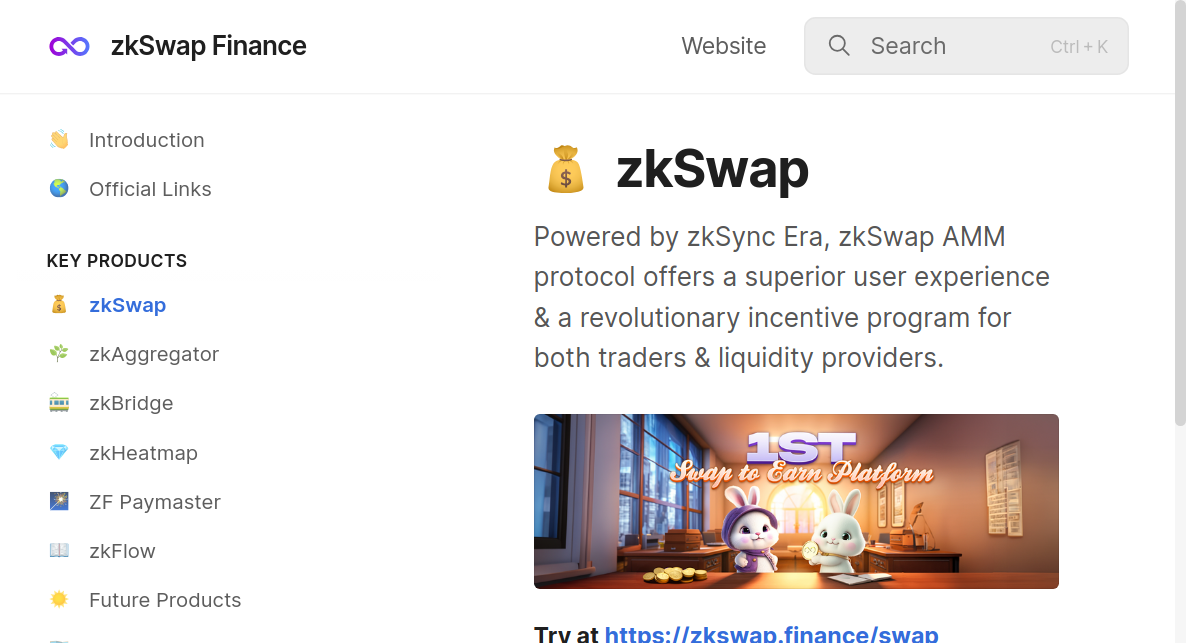 zkSwap Finance
Website
Search
Ctrl + K
Introduction
Official Links
KEY PRODUCTS
zkSwap
zkAggregator
zkBridge
zkHeatmap
ZF Paymaster
zkFlow
Future Products
zkSwap
Powered by zkSync Era, zkSwap AMM
protocol offers a superior user experience
& a revolutionary incentive program for
both traders & liquidity providers.
1ST
Swap to Earn Platform
Try at https://zkswap.finance/swap